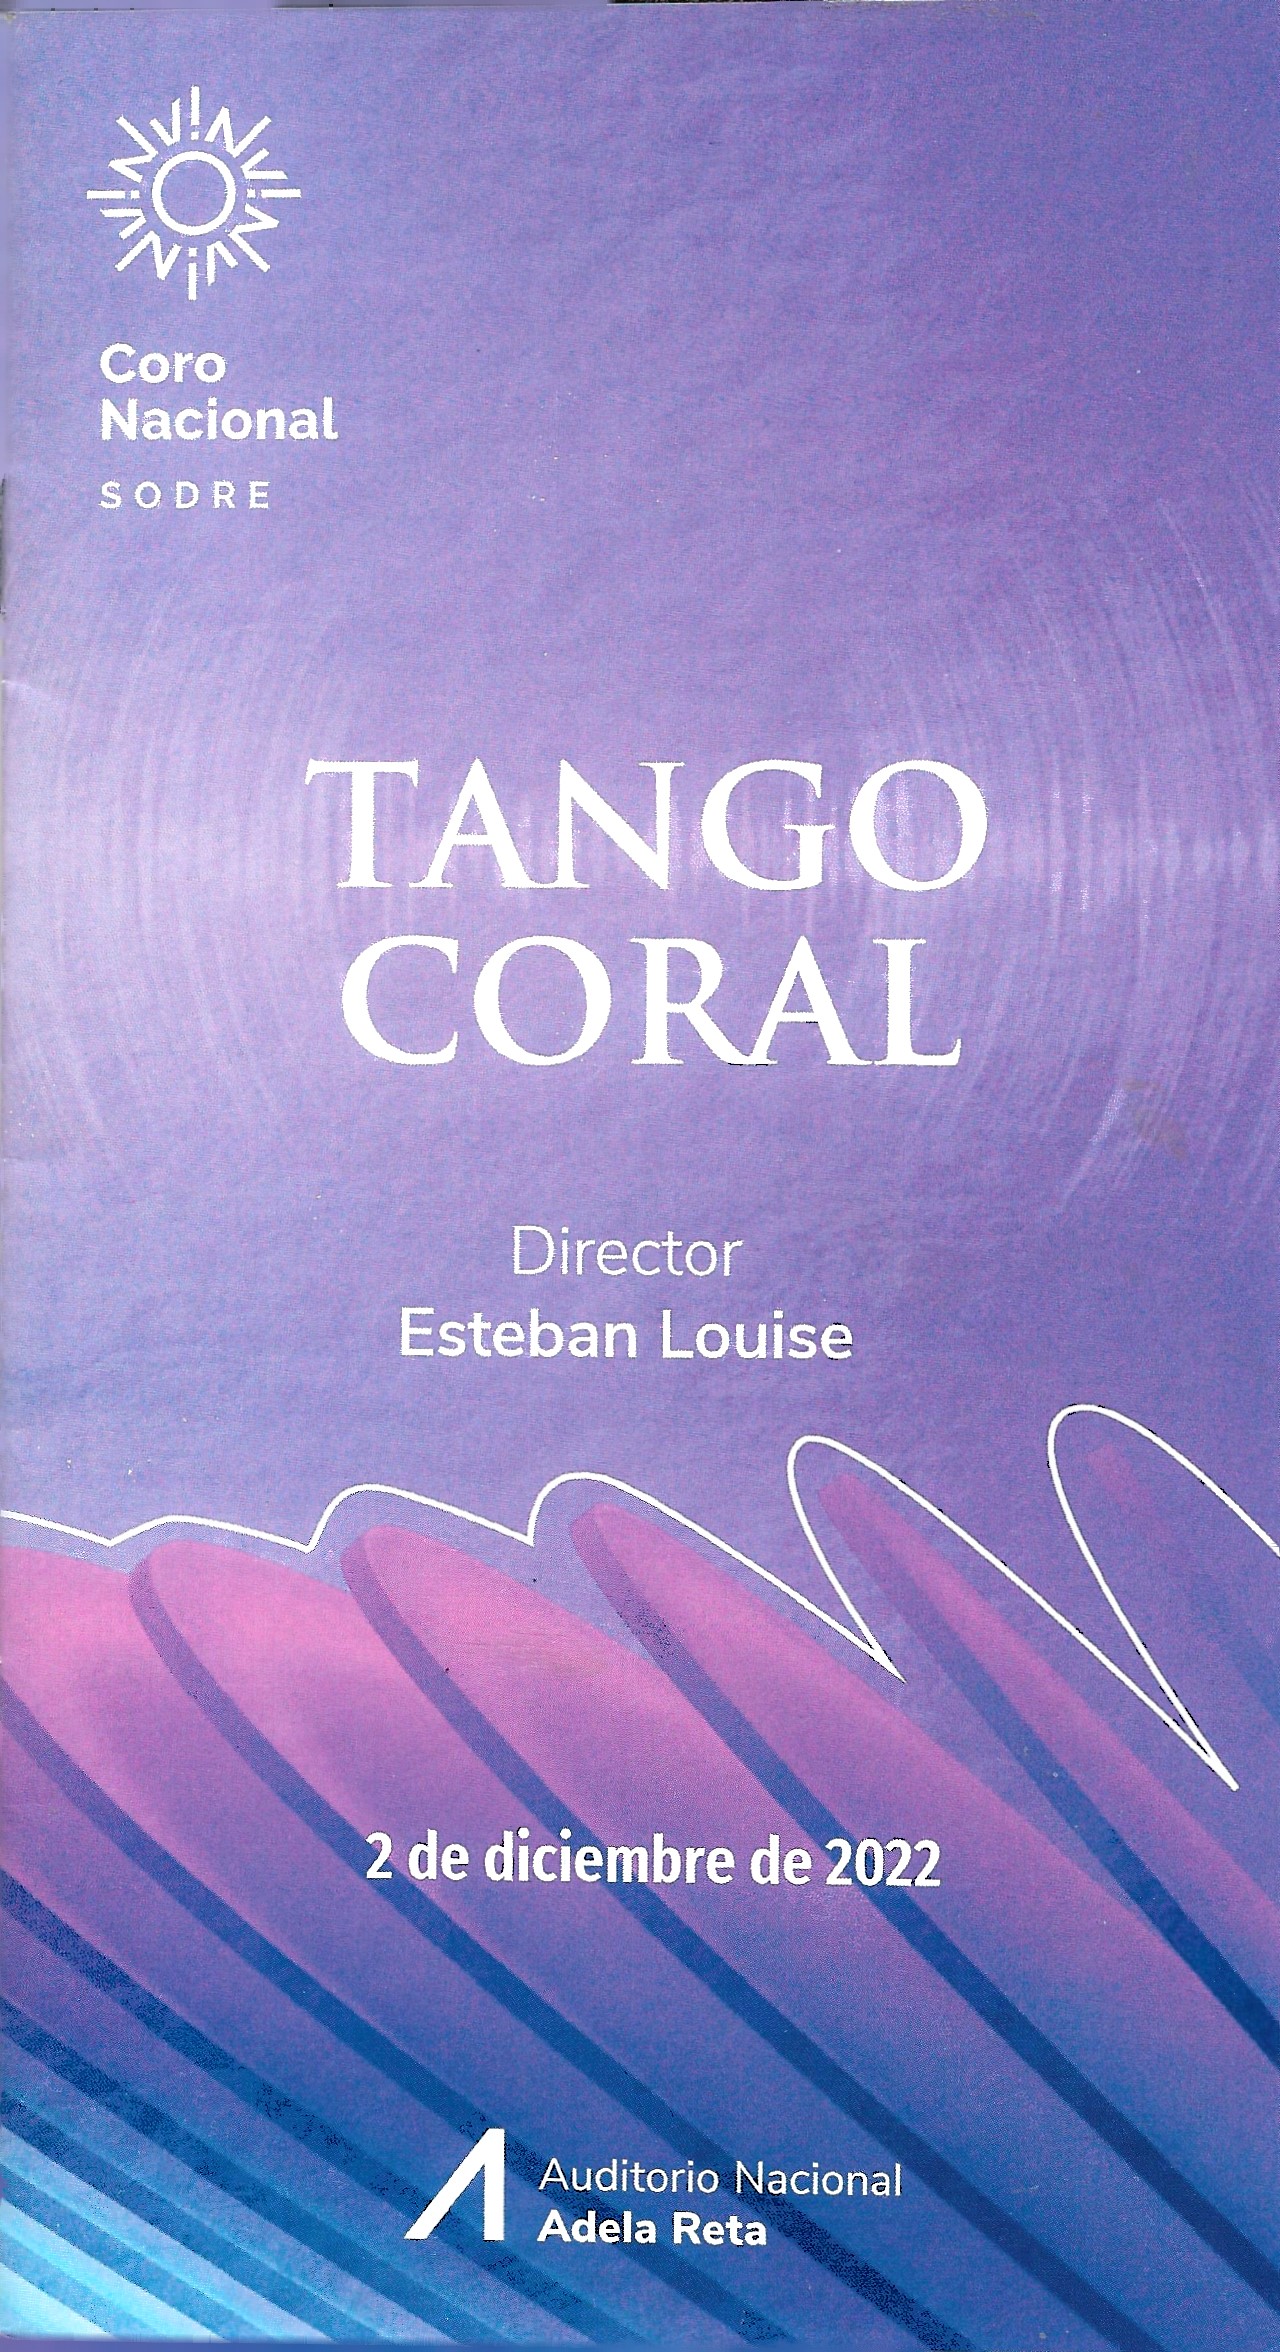 Coro
Nacional
SODRE
TANGO
CORAL
Director
Esteban Louise
2 de diciembre de 2022
Auditorio Nacional
Adela Reta